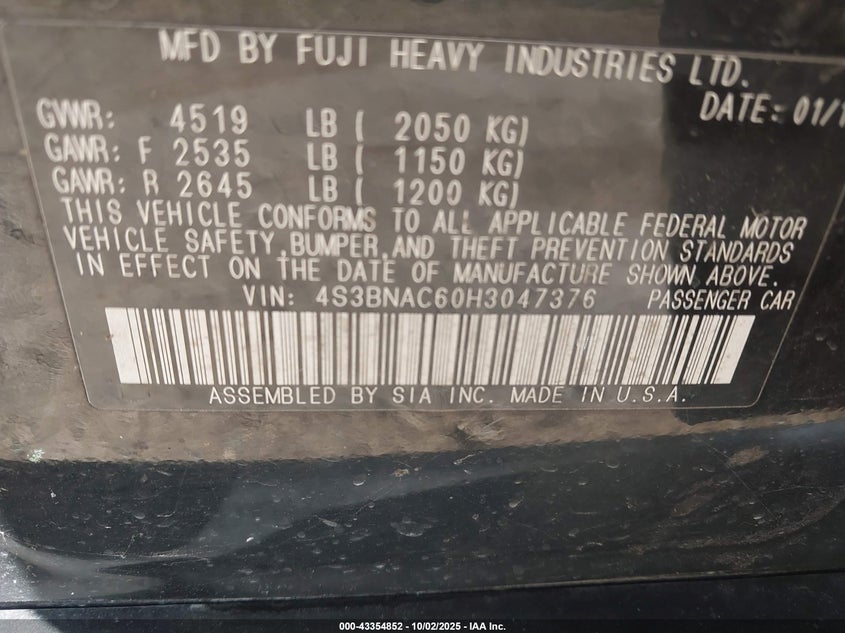 MFD BY FUJI HEAVY INDUSTRIES LTD.
DATE: 01/1
GVWR: 4519 LB ( 2050 KG)
GAWR: F 2535 LB ( 1150 KG)
GAWR: R 2645 LB ( 1200 KG)
THIS VEHICLE CONFORMS TO ALL APPLICABLE FEDERAL MOTOR
VEHICLE SAFETY, BUMPER, AND THEFT PREVENTION STANDARDS
IN EFFECT ON THE DATE OF MANUFACTURE SHOWN ABOVE.
VIN: 4S3BNAC60H3047376 PASSENGER CAR
ASSEMBLED BY SIA INC. MADE IN U.S.A.
000-43354852 - 10/02/2025 - IAA Inc.